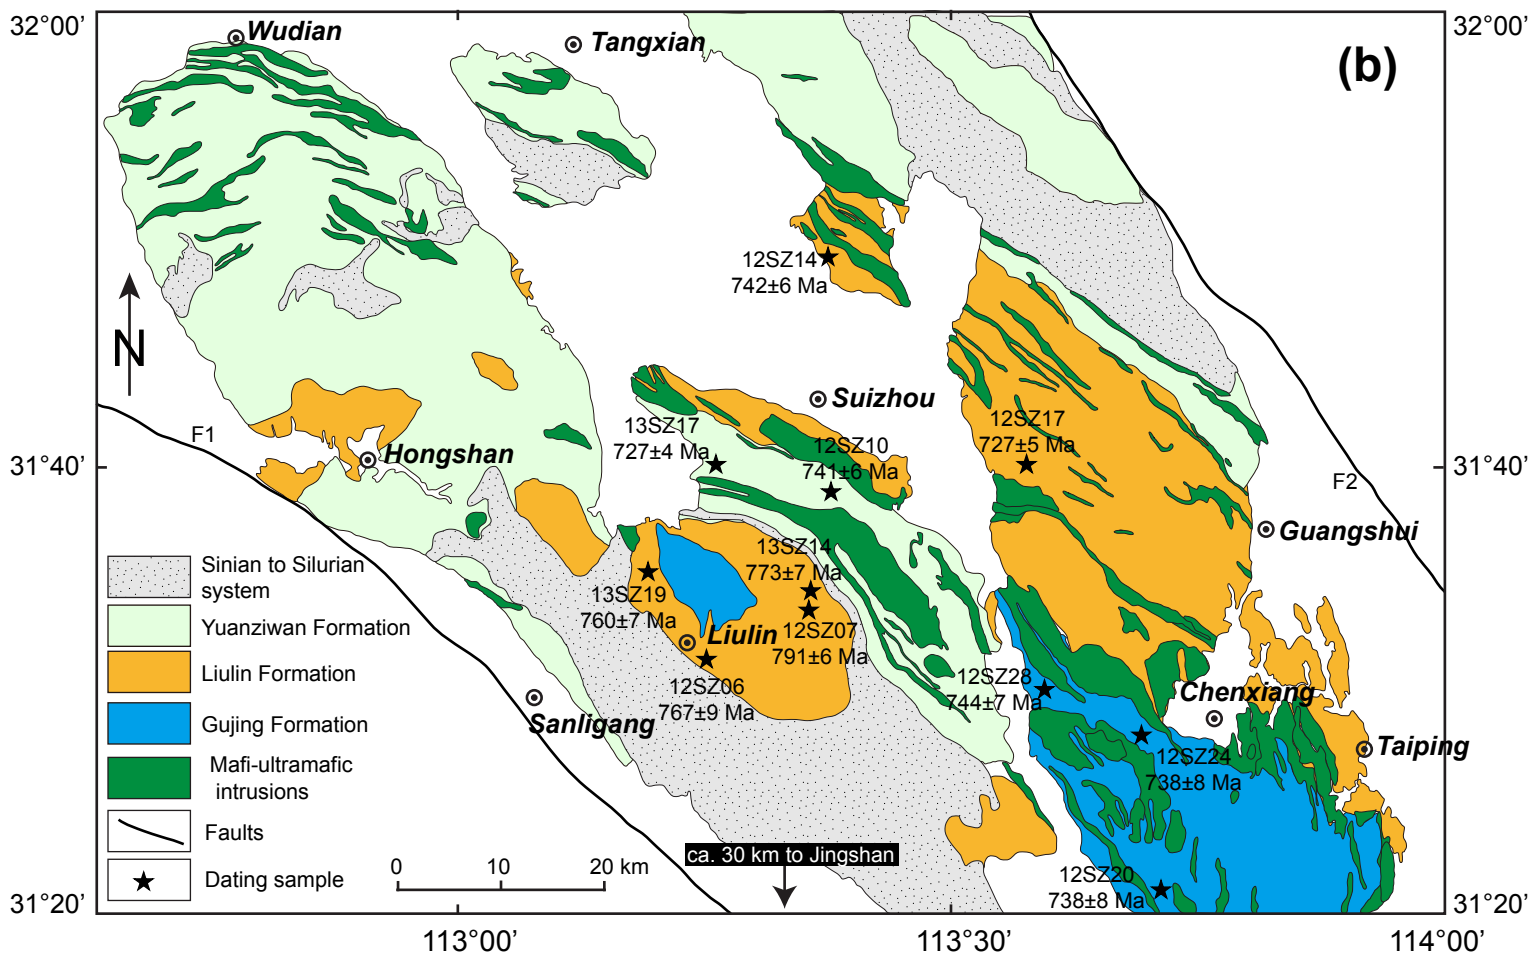 32°00’
32°00’
(b)
Wudian
Tangxian
12SZ14
742±6 Ma
N
Suizhou
13SZ17
727±4 Ma
12SZ10
741±6 Ma
12SZ17
727±5 Ma
F1
Hongshan
31°40’
31°40’
F2
Guangshui
13SZ14
773±7 Ma
13SZ19
760±7 Ma
Liulin
12SZ07
791±6 Ma
12SZ06
767±9 Ma
12SZ28
744±7 Ma
Chenxiang
Sanligang
12SZ24
738±8 Ma
Taiping
12SZ20
738±8 Ma
Sinian to Silurian
system
Yuanziwan Formation
Liulin Formation
Gujing Formation
Mafi-ultramafic
intrusions
Faults
Dating sample
0 10 20 km
ca. 30 km to Jingshan
31°20’
31°20’
113°00’
113°30’
114°00’